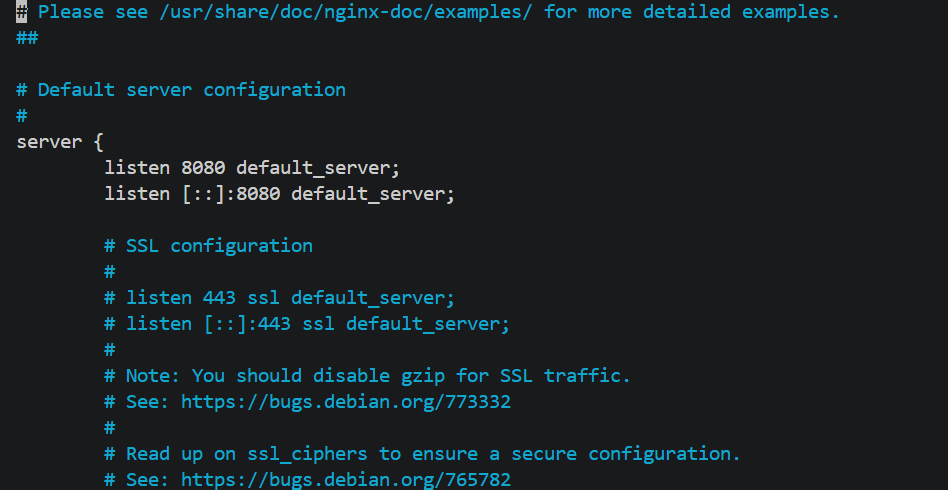 # Please see /usr/share/doc/nginx-doc/examples/ for more detailed examples.
##
# Default server configuration
#
server {
listen 8080 default_server;
listen [::]:8080 default_server;
# SSL configuration
#
# listen 443 ssl default_server;
# listen [::]:443 ssl default_server;
#
# Note: You should disable gzip for SSL traffic.
# See: https://bugs.debian.org/773332
#
# Read up on ssl_ciphers to ensure a secure configuration.
# See: https://bugs.debian.org/765782